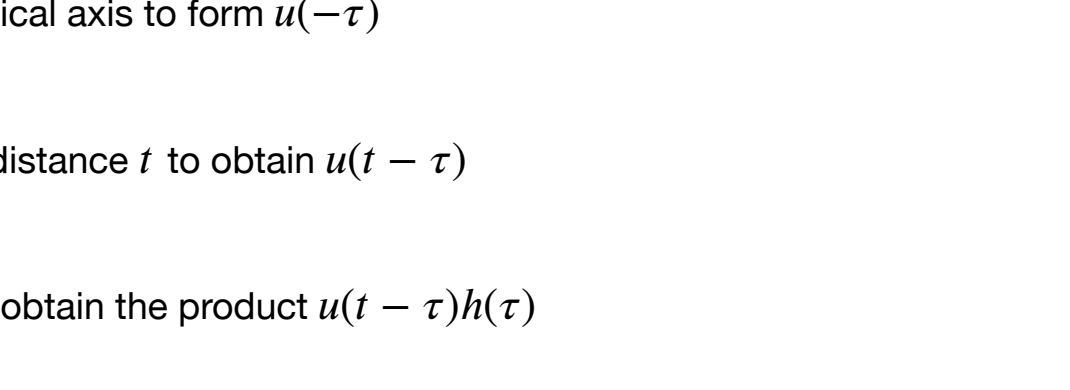 ical axis to form u(−τ)
distance t to obtain u(t − τ)
obtain the product u(t − τ)h(τ)